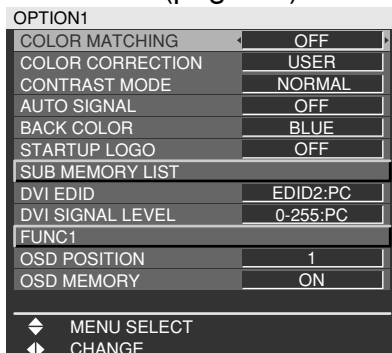 OPTION1
COLOR MATCHING OFF
COLOR CORRECTION USER
CONTRAST MODE NORMAL
AUTO SIGNAL OFF
BACK COLOR BLUE
STARTUP LOGO OFF
SUB MEMORY LIST
DVI EDID EDID2:PC
DVI SIGNAL LEVEL 0-255:PC
FUNC1
OSD POSITION 1
OSD MEMORY ON
MENU SELECT
CHANGE